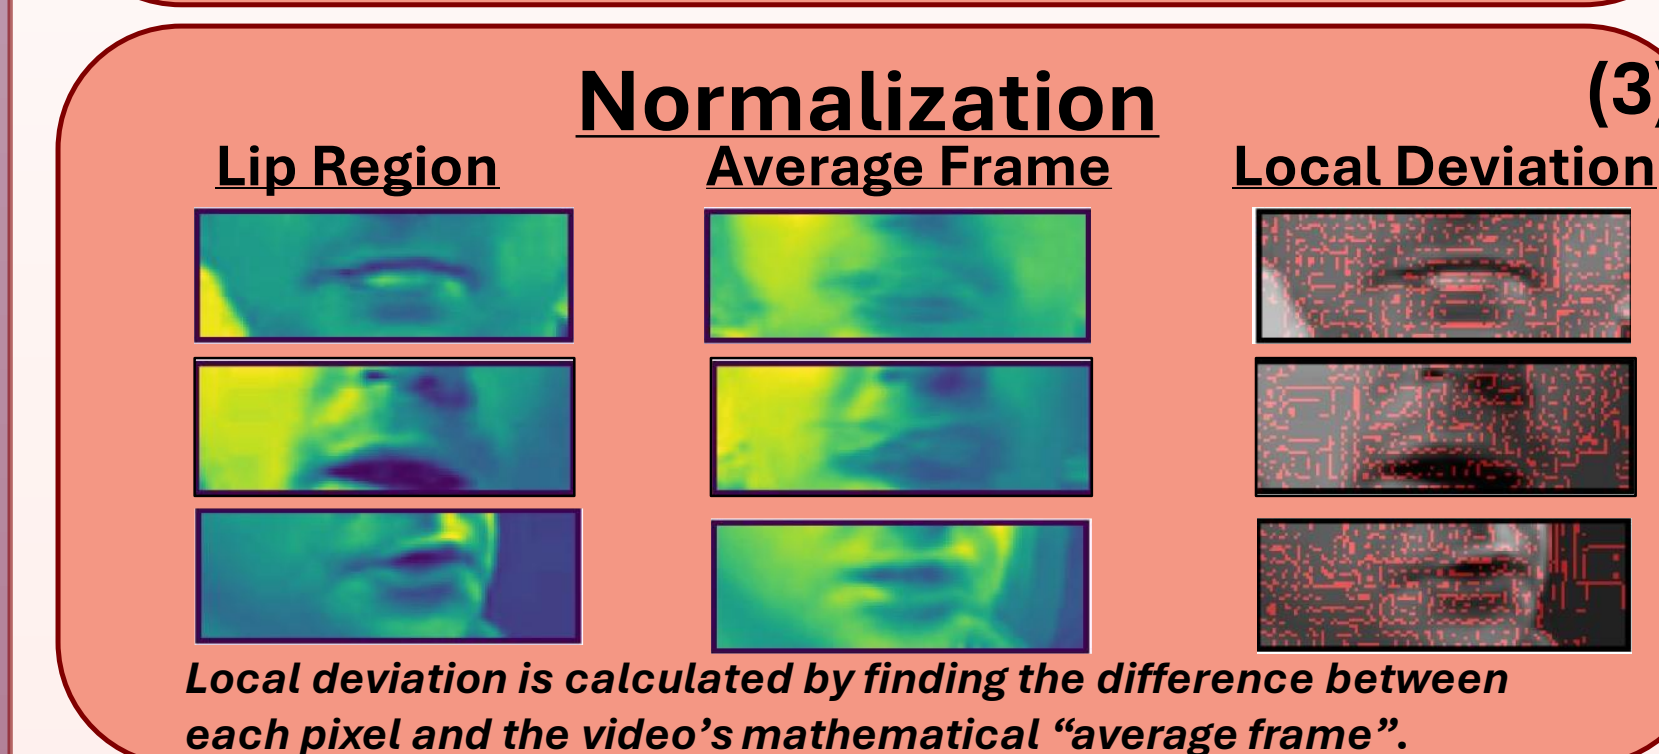 Normalization
(3)
Lip Region
Average Frame
Local Deviation
Local deviation is calculated by finding the difference between
each pixel and the video's mathematical “average frame”.